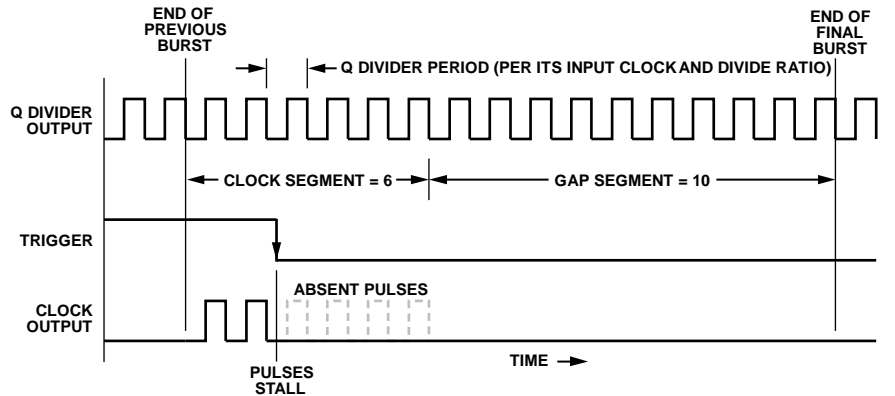 END OF
PREVIOUS
BURST
END OF
FINAL
BURST
Q DIVIDER PERIOD (PER ITS INPUT CLOCK AND DIVIDE RATIO)
Q DIVIDER
OUTPUT
CLOCK SEGMENT = 6
GAP SEGMENT = 10
TRIGGER
ABSENT PULSES
CLOCK
OUTPUT
TIME
PULSES
STALL